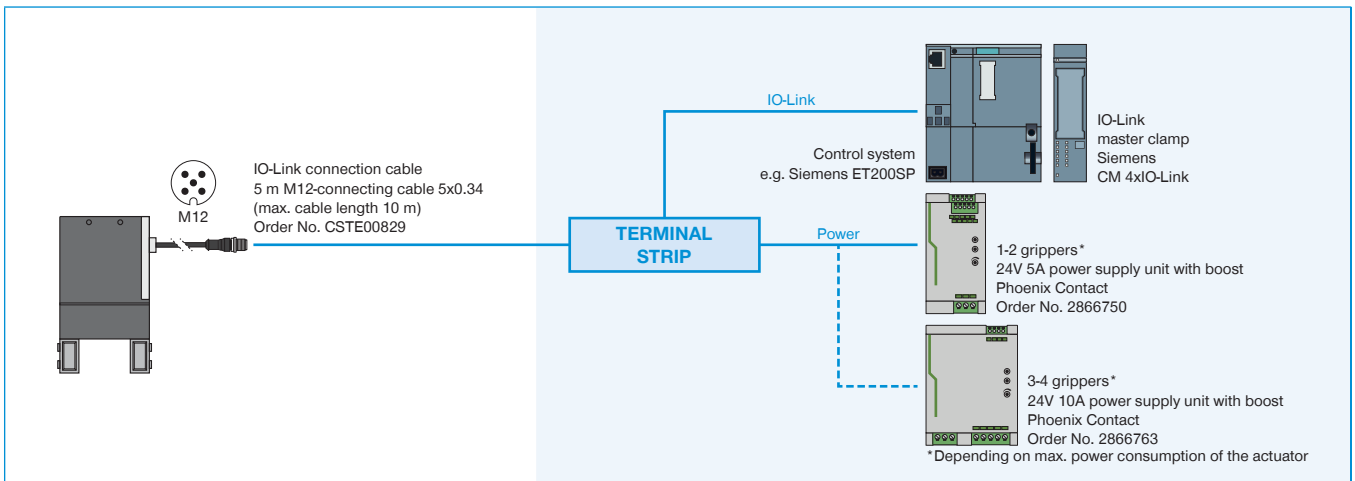 M12
IO-Link connection cable
5 m M12-connecting cable 5x0.34
(max. cable length 10 m)
Order No. CSTE00829
TERMINAL
STRIP
IO-Link
Control system
e.g. Siemens ET200SP
IO-Link
master clamp
Siemens
CM 4xIO-Link
Power
1-2 grippers*
24V 5A power supply unit with boost
Phoenix Contact
Order No. 2866750
3-4 grippers*
24V 10A power supply unit with boost
Phoenix Contact
Order No. 2866763
*Depending on max. power consumption of the actuator